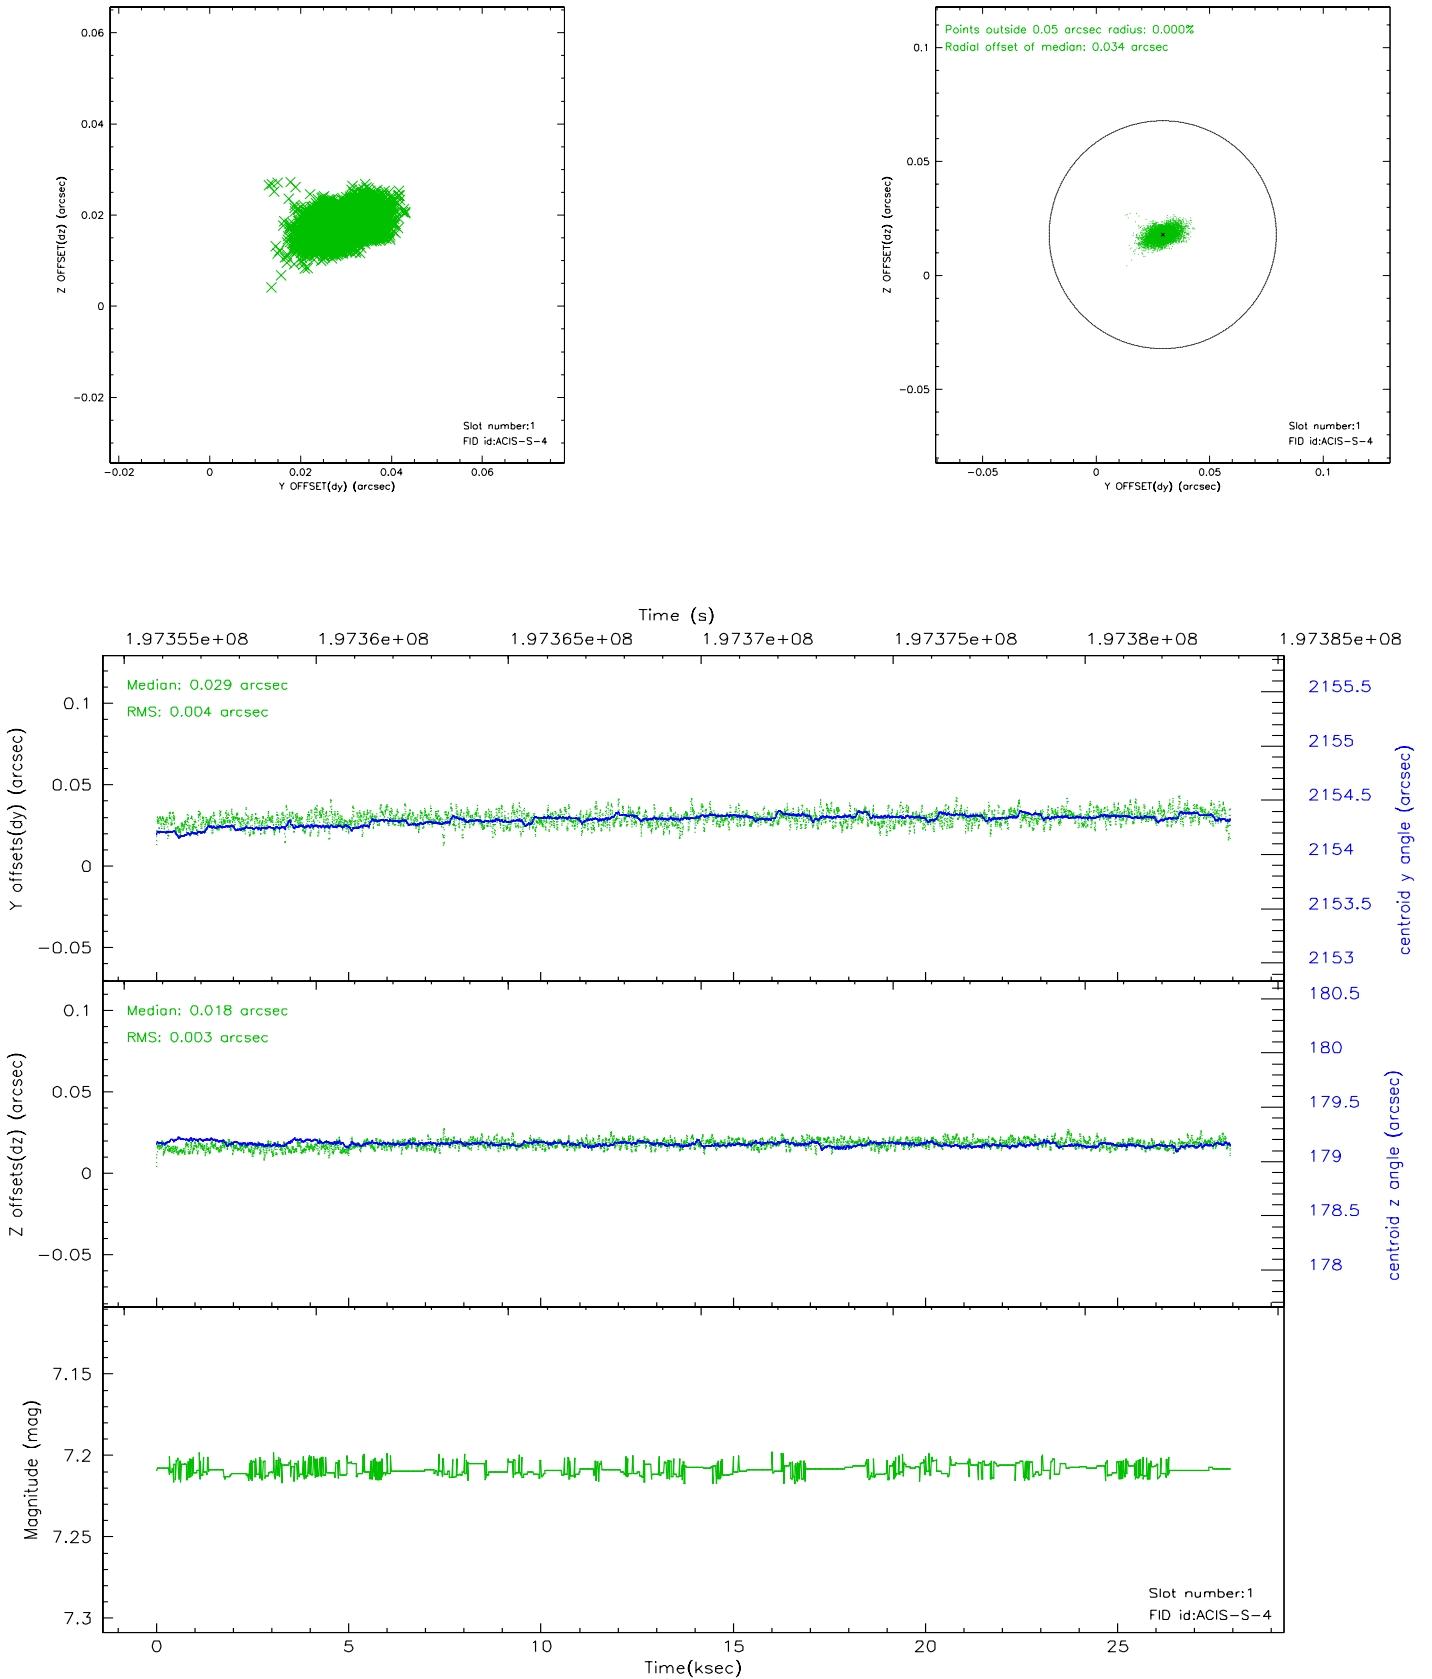 0.06
0.04
0.02
0
-0.02
Z OFFSET(dz) (arcsec)
Slot number:1
FID id:ACIS-S-4
-0.02 0 0.02 0.04 0.06
Y OFFSET(dy) (arcsec)
Points outside 0.05 arcsec radius: 0.000%
Radial offset of median: 0.034 arcsec
0.1
0.05
0
-0.05
Z OFFSET(dz) (arcsec)
Slot number:1
FID id:ACIS-S-4
-0.05 0 0.05 0.1
Y OFFSET(dy) (arcsec)
Time (s)
1.97355e+08 1.9736e+08 1.97365e+08 1.9737e+08 1.97375e+08 1.9738e+08 1.97385e+08
Median: 0.029 arcsec
RMS: 0.004 arcsec
0.1
0.05
0
-0.05
Y offsets(dy) (arcsec)
2155.5
2155
2154.5
2154
2153.5
2153
centroid y angle (arcsec)
Median: 0.018 arcsec
RMS: 0.003 arcsec
0.1
0.05
0
-0.05
Z offsets(dz) (arcsec)
180.5
180
179.5
179
178.5
178
centroid z angle (arcsec)
7.15
7.2
7.25
7.3
Magnitude (mag)
Slot number:1
FID id:ACIS-S-4
0 5 10 15 20 25
Time(ksec)